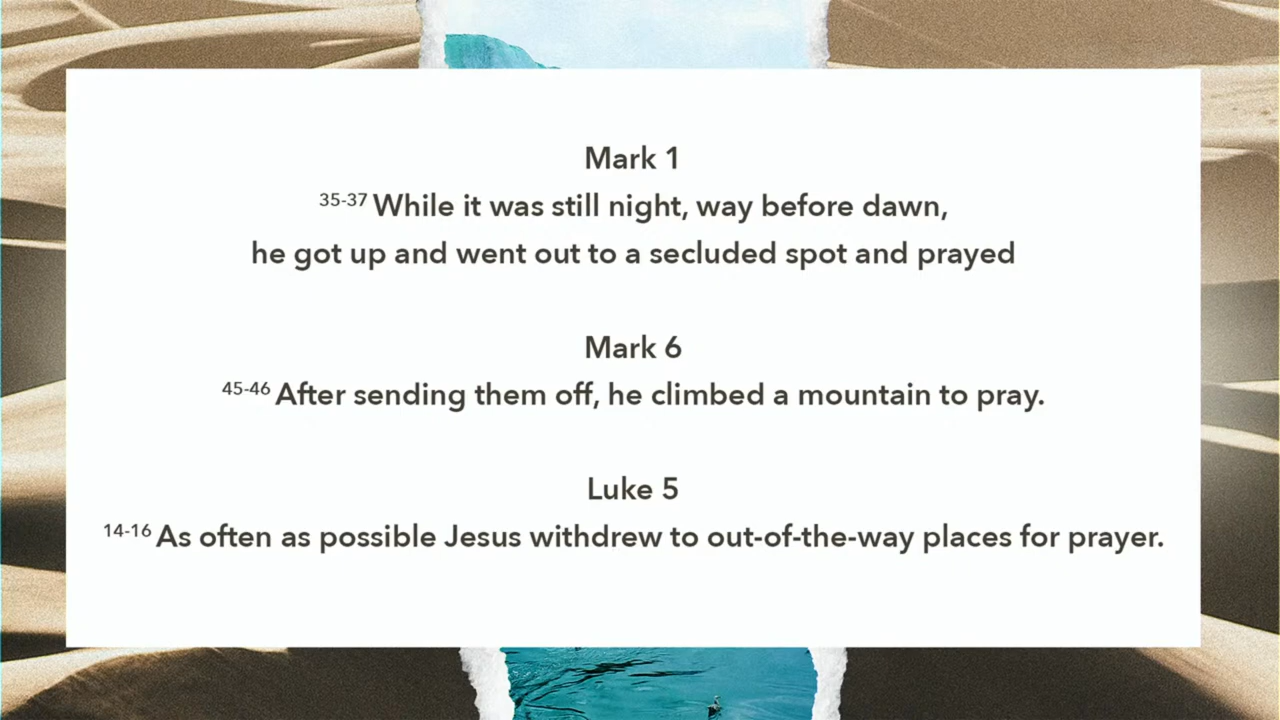 Mark 1
35-37 While it was still night, way before dawn,
he got up and went out to a secluded spot and prayed
Mark 6
45-46 After sending them off, he climbed a mountain to pray.
Luke 5
14-16 As often as possible Jesus withdrew to out-of-the-way places for prayer.